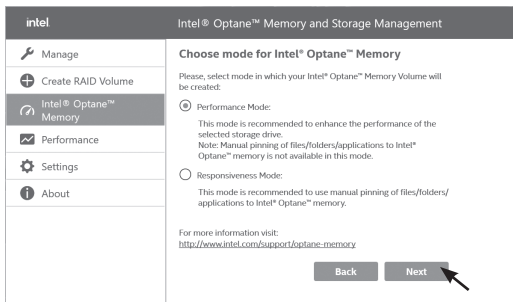 intel
Intel® Optane™ Memory and Storage Management
Manage
Create RAID Volume
Intel® Optane™
Memory
Performance
Settings
About
Choose mode for Intel® Optane™ Memory
Please, select mode in which your Intel® Optane™ Memory Volume will
be created:
Performance Mode:
This mode is recommended to enhance the performance of the
selected storage drive.
Note: Manual pinning of files/folders/applications to Intel®
Optane™ memory is not available in this mode.
Responsiveness Mode:
This mode is recommended to use manual pinning of files/folders/
applications to Intel® Optane™ memory.
For more information visit:
http://www.intel.com/support/optane-memory
Back Next